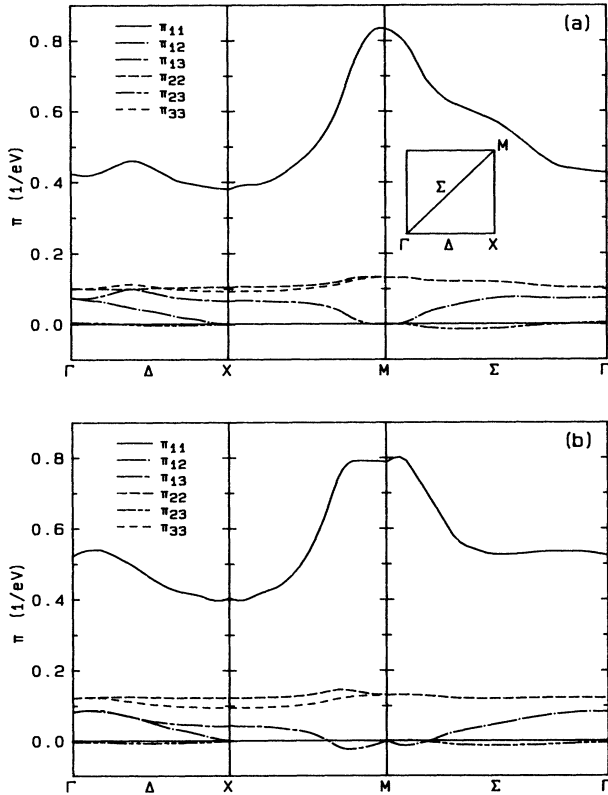 (a)
0.8
0.6
0.4
0.2
0.0
π (1/eV)
π11
π12
π13
π22
π23
π33
M
Σ
Γ Δ X
Γ Δ X M Σ Γ
(b)
0.8
0.6
0.4
0.2
0.0
π (1/eV)
π11
π12
π13
π22
π23
π33
Γ Δ X M Σ Γ